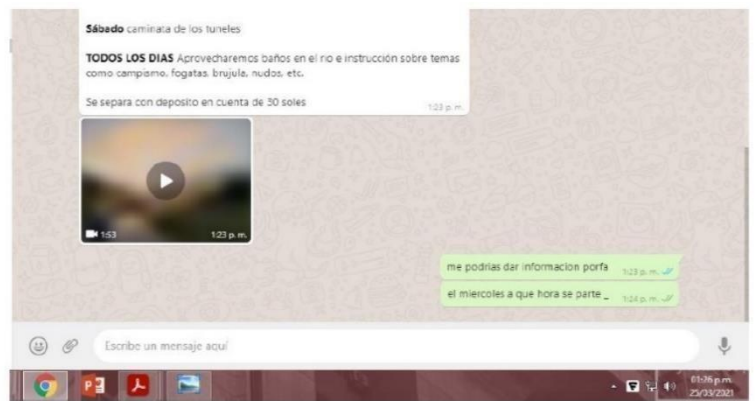 Sábado caminata de los tuneles
TODOS LOS DIAS Aprovecharemos baños en el rio e instrucción sobre temas
como campismo, fogatas, brujula, nudos, etc.
Se separa con deposito en cuenta de 30 soles
1:23 p. m.
1:53
1:23 p. m.
me podrias dar informacion porfa
1:23 p. m.
el miercoles a que hora se parte _
1:24 p. m.
Escribe un mensaje aquí
01:26 p.m.
25/03/2021